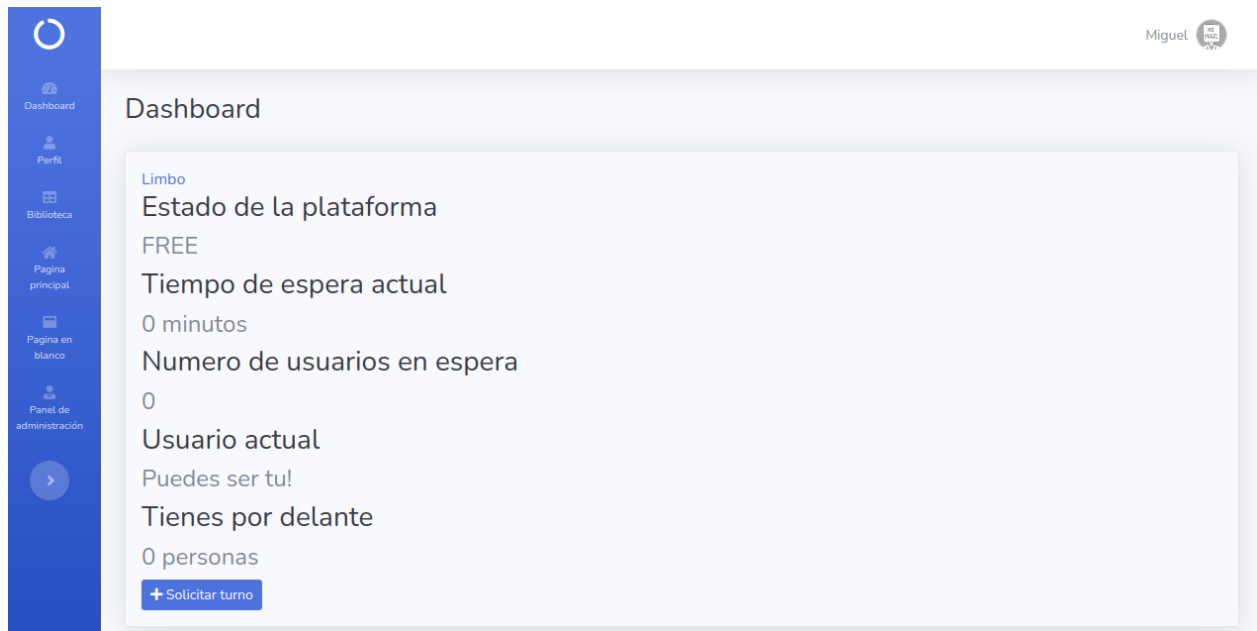 Miguel
Dashboard
Perfil
Biblioteca
Pagina
principal
Pagina en
blanco
Panel de
administración
Dashboard
Limbo
Estado de la plataforma
FREE
Tiempo de espera actual
0 minutos
Numero de usuarios en espera
0
Usuario actual
Puedes ser tu!
Tienes por delante
0 personas
Solicitar turno